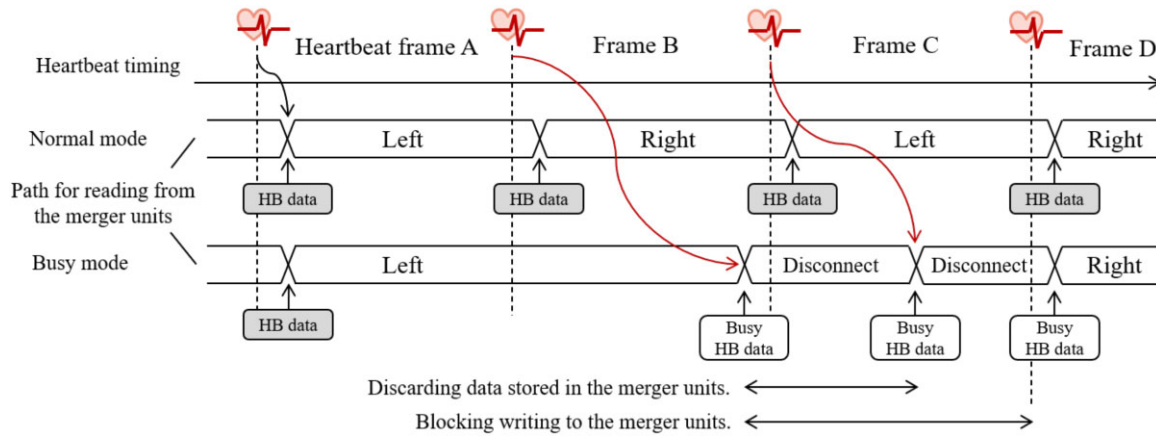 Heartbeat frame A
Frame B
Frame C
Frame D
Heartbeat timing
Normal mode
Left
Right
Left
Right
HB data
HB data
HB data
HB data
Path for reading from
the merger units
Busy mode
Left
Disconnect
Disconnect
Right
HB data
Busy
HB data
Busy
HB data
Busy
HB data
Discarding data stored in the merger units.
Blocking writing to the merger units.